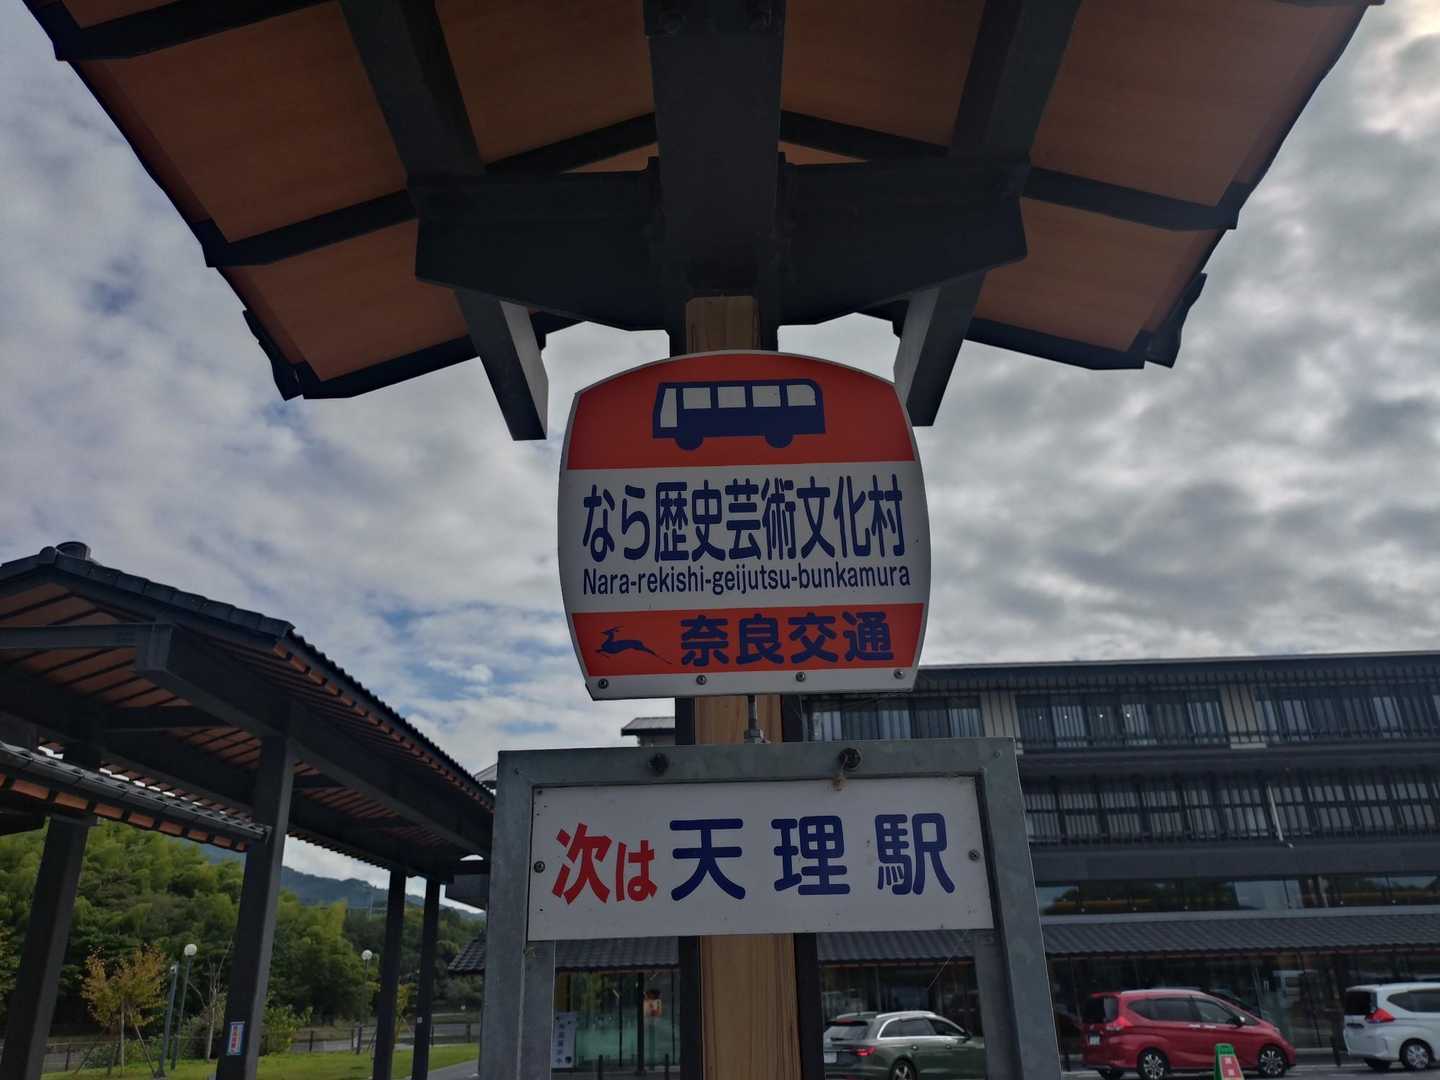 なら歴史芸術文化村
Nara-rekishi-geijutsu-bunkamura
奈良交通
次は天理駅